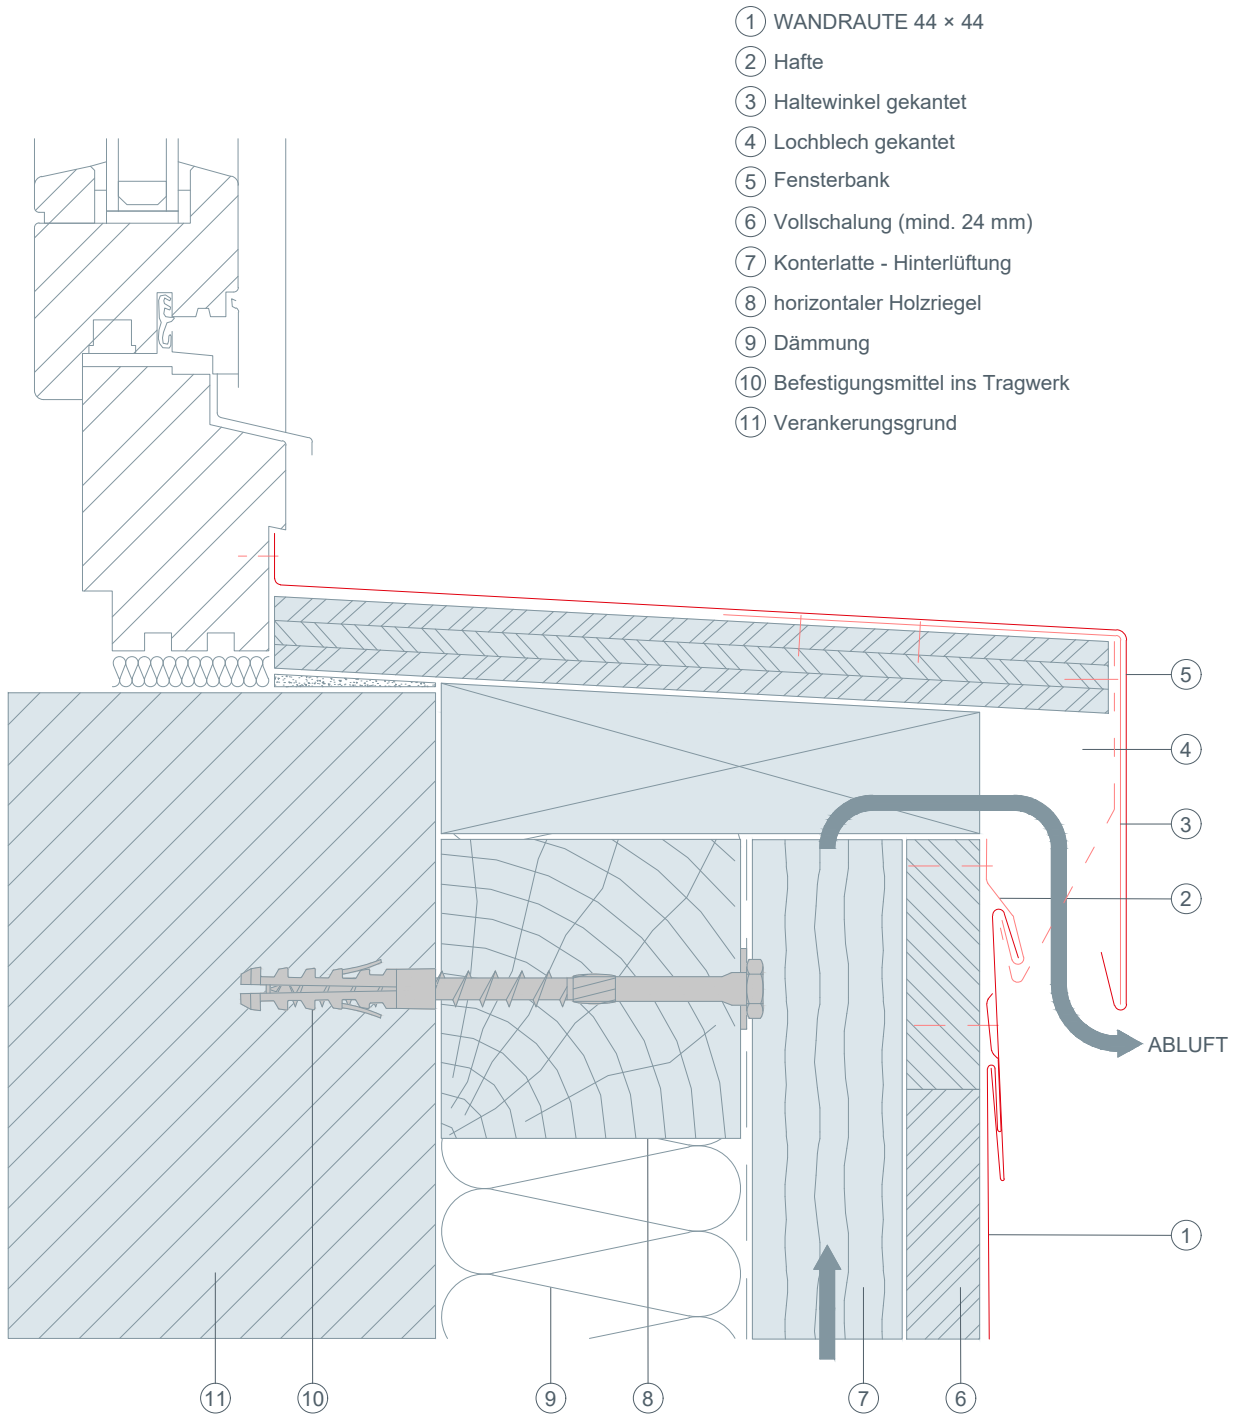 1 WANDRAUTE 44 × 44
2 Hafte
3 Haltewinkel gekantet
4 Lochblech gekantet
5 Fensterbank
6 Vollschalung (mind. 24 mm)
7 Konterlatte - Hinterlüftung
8 horizontaler Holzriegel
9 Dämmung
10 Befestigungsmittel ins Tragwerk
11 Verankerungsgrund
5
4
3
2
ABLUFT
1
11 10 9 8 7 6